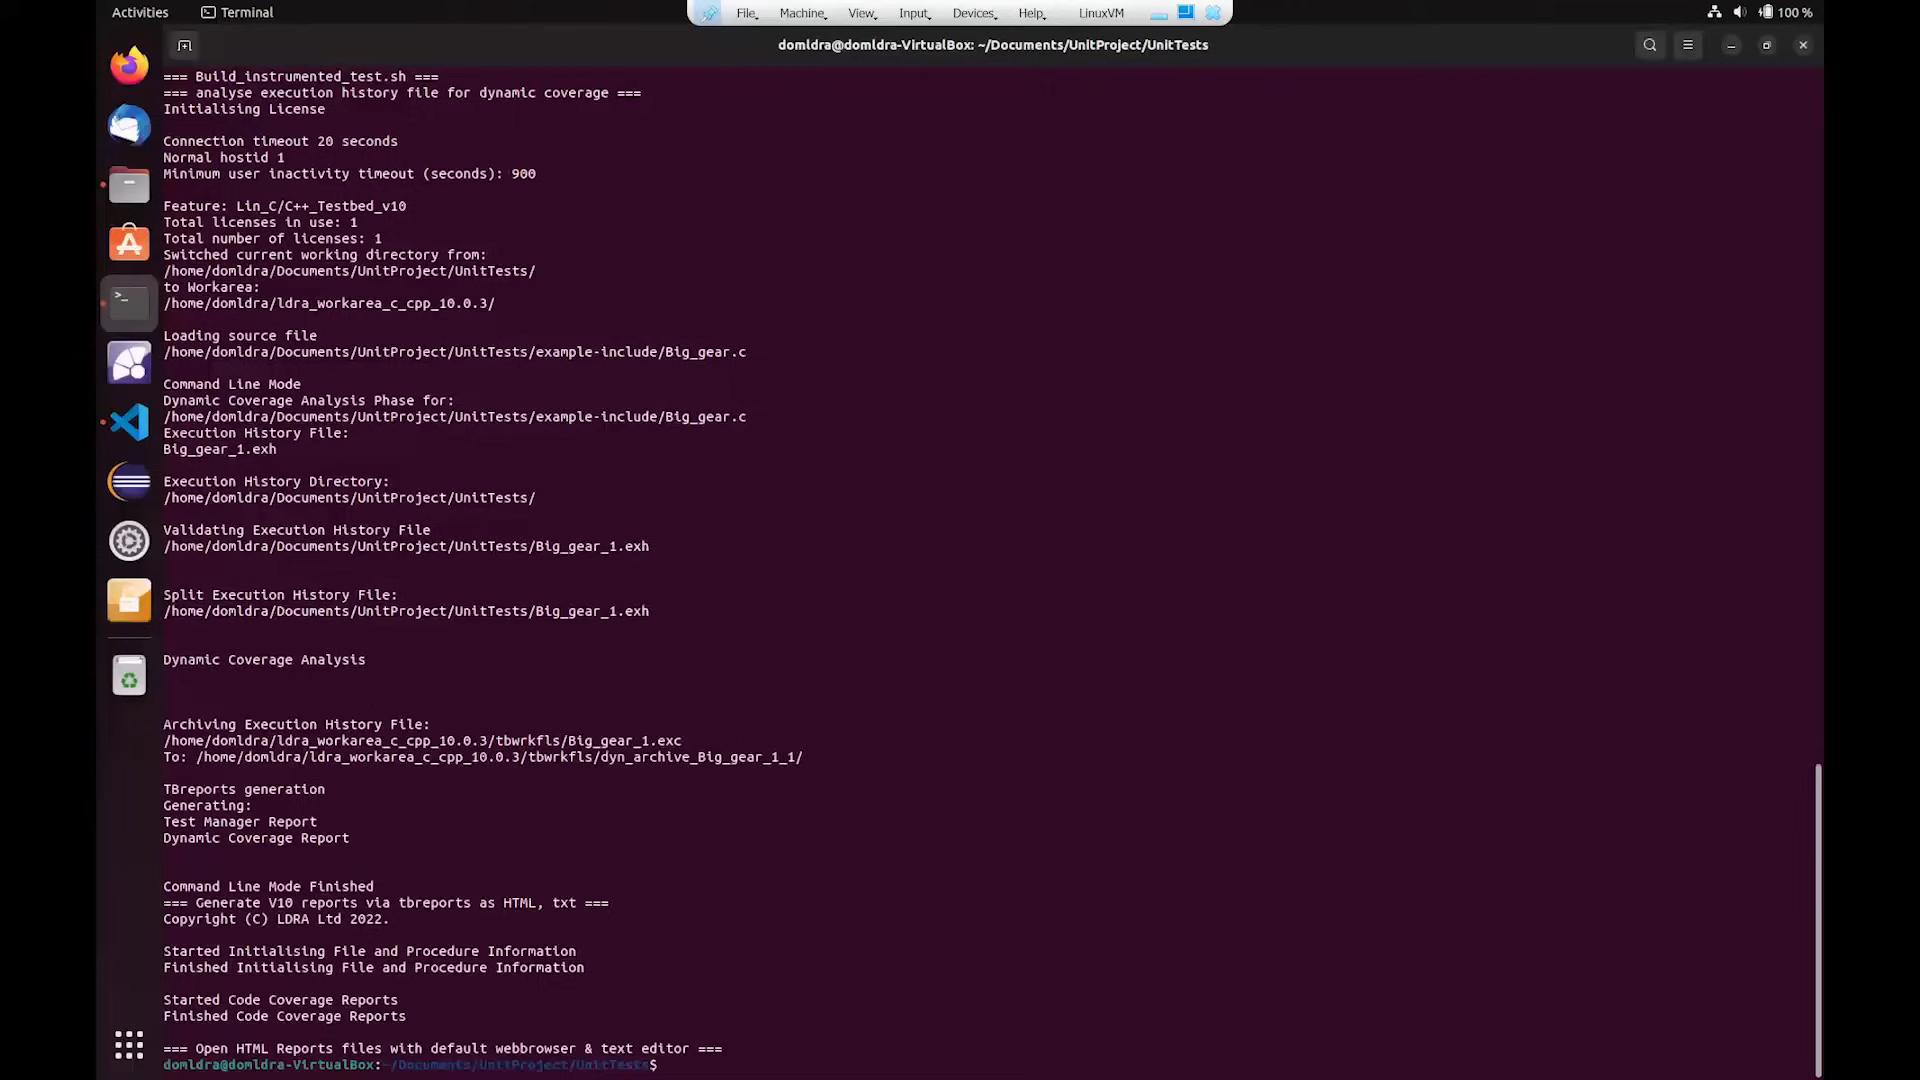 Activities
Terminal
File
Machine
View
Input
Devices
Help
LinuxVM
100 %
domldra@domldra-VirtualBox: ~/Documents/UnitProject/UnitTests
=== Build_instrumented_test.sh ===
=== analyse execution history file for dynamic coverage ===
Initialising License
Connection timeout 20 seconds
Normal hostid 1
Minimum user inactivity timeout (seconds): 900
Feature: Lin_C/C++_Testbed_v10
Total licenses in use: 1
Total number of licenses: 1
Switched current working directory from:
/home/domldra/Documents/UnitProject/UnitTests/
to Workarea:
/home/domldra/ldra_workarea_c_cpp_10.0.3/
Loading source file
/home/domldra/Documents/UnitProject/UnitTests/example-include/Big_gear.c
Command Line Mode
Dynamic Coverage Analysis Phase for:
/home/domldra/Documents/UnitProject/UnitTests/example-include/Big_gear.c
Execution History File:
Big_gear_1.exh
Execution History Directory:
/home/domldra/Documents/UnitProject/UnitTests/
Validating Execution History File
/home/domldra/Documents/UnitProject/UnitTests/Big_gear_1.exh
Split Execution History File:
/home/domldra/Documents/UnitProject/UnitTests/Big_gear_1.exh
Dynamic Coverage Analysis
Archiving Execution History File:
/home/domldra/ldra_workarea_c_cpp_10.0.3/tbwrkfls/Big_gear_1.exc
To: /home/domldra/ldra_workarea_c_cpp_10.0.3/tbwrkfls/dyn_archive_Big_gear_1_1/
TBreports generation
Generating:
Test Manager Report
Dynamic Coverage Report
Command Line Mode Finished
=== Generate V10 reports via tbreports as HTML, txt ===
Copyright (C) LDRA Ltd 2022.
Started Initialising File and Procedure Information
Finished Initialising File and Procedure Information
Started Code Coverage Reports
Finished Code Coverage Reports
=== Open HTML Reports files with default webbrowser & text editor ===
domldra@domldra-VirtualBox:~/Documents/UnitProject/UnitTests$